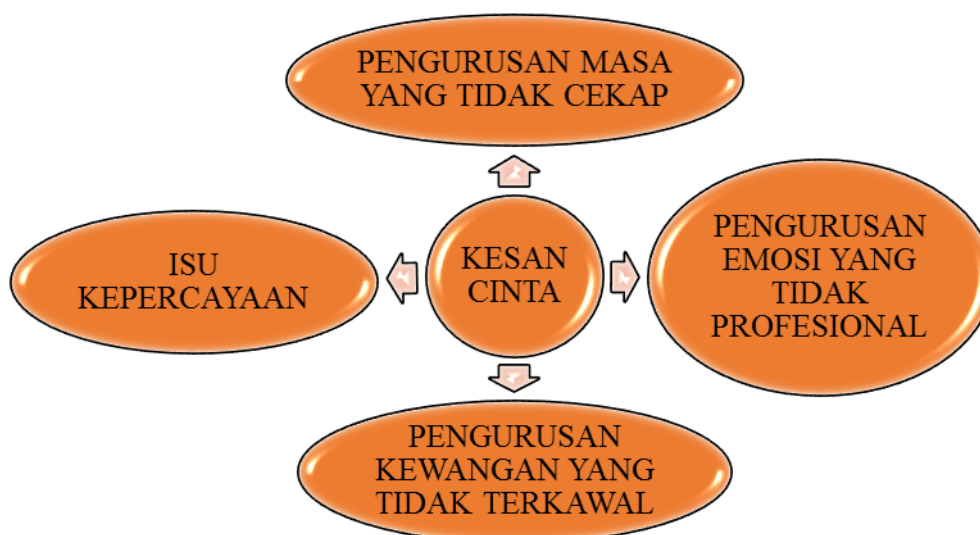 PENGURUSAN MASA
YANG TIDAK CEKAP
ISU
KEPERCAYAAN
KESAN
CINTA
PENGURUSAN
EMOSI YANG
TIDAK
PROFESIONAL
PENGURUSAN
KEWANGAN YANG
TIDAK TERKAWAL